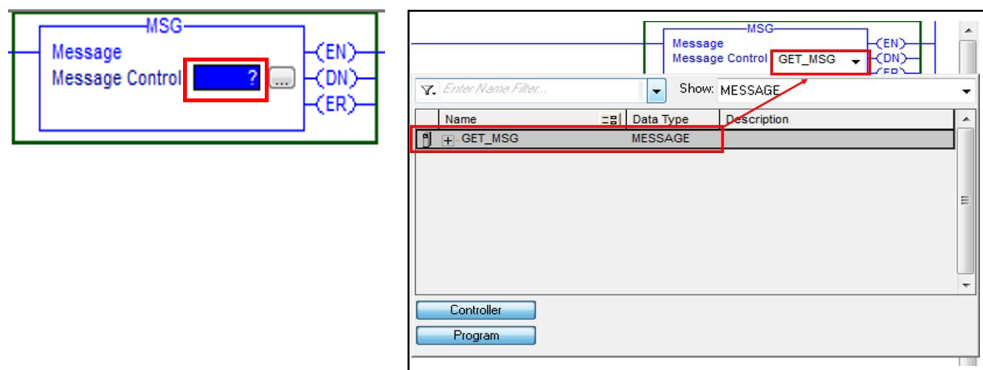 MSG
Message
Message Control ? ...
(EN)
(DN)
(ER)
MSG
Message
Message Control GET_MSG
(EN)
(DN)
(ER)
Enter Name Filter... Show: MESSAGE
Name Data Type Description
GET_MSG MESSAGE
Controller
Program